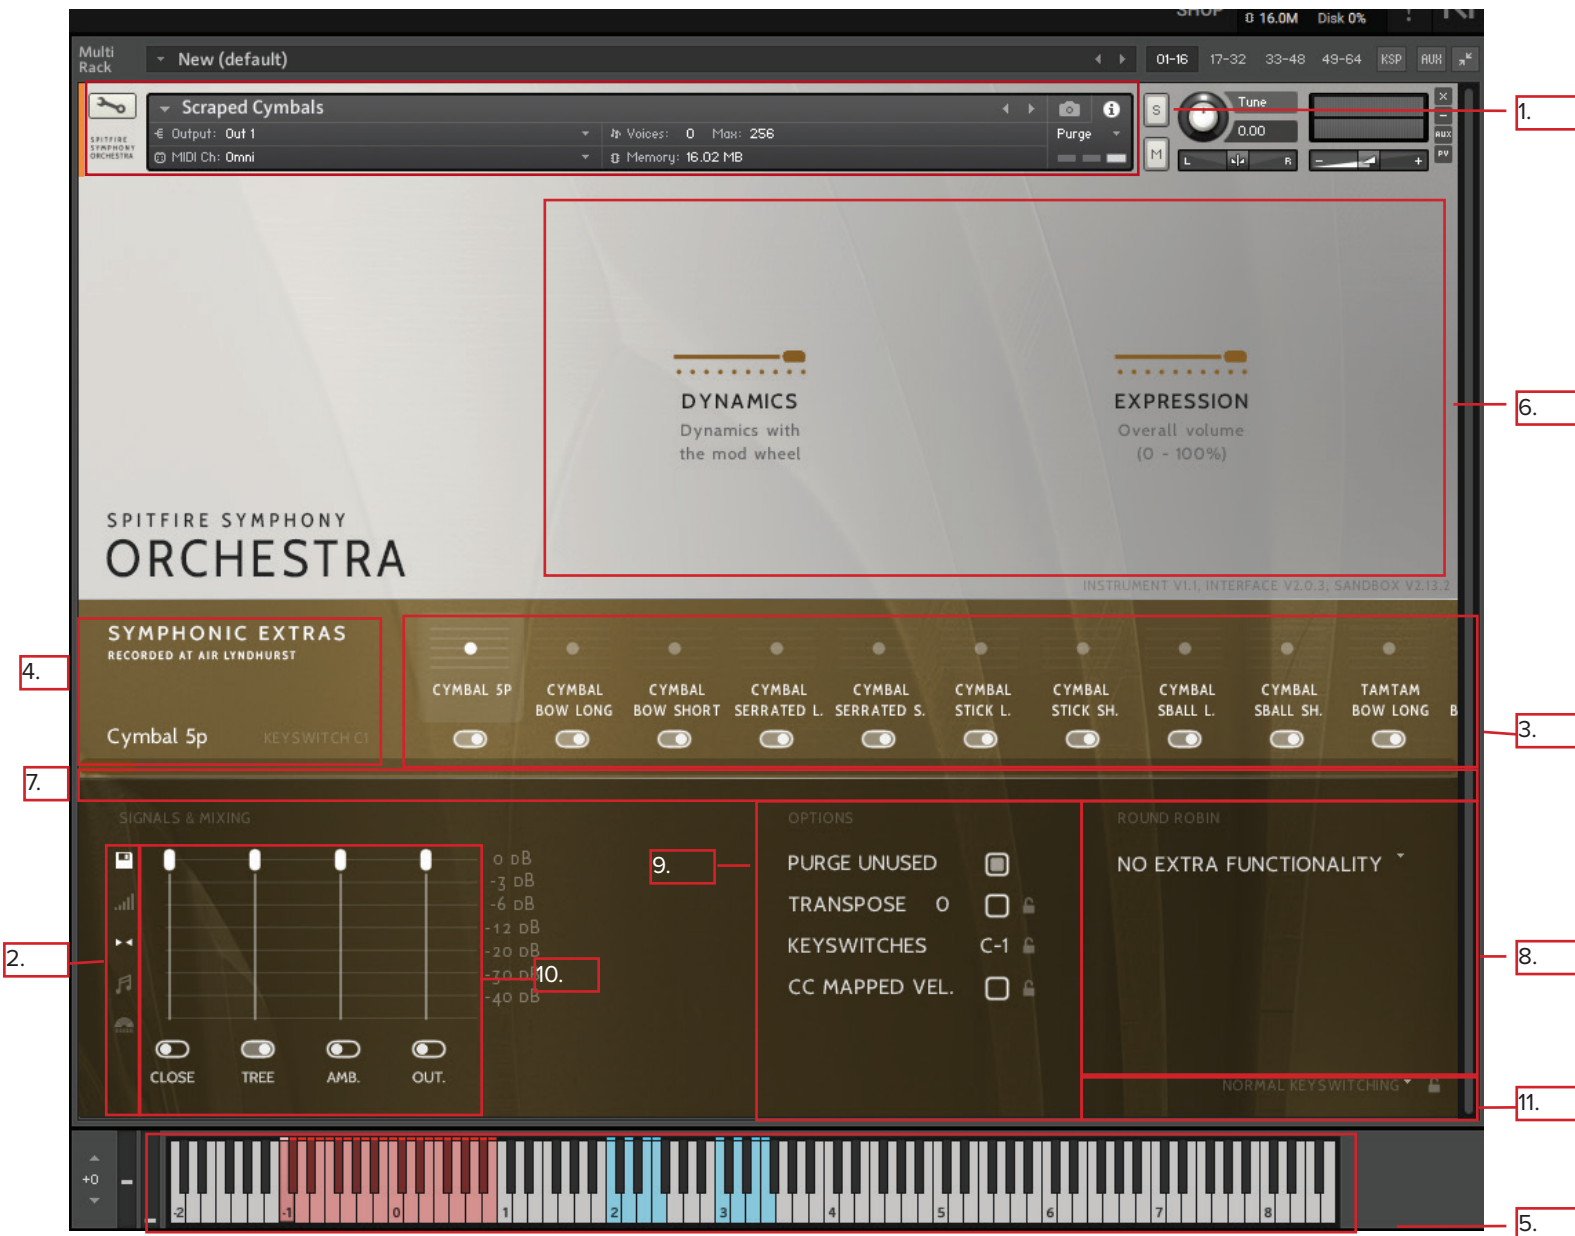 SHOP
16.0M Disk 0%
Multi
Rack
New (default)
01-16 17-32 33-48 49-64 KSP AUX
Scraped Cymbals
SPITFIRE
SYMPHONY
ORCHESTRA
Output: Out 1
Voices: 0 Max: 256
Purge
MIDI Ch: Omni
Memory: 16.02 MB
S
M
Tune
0.00
L R
- +
X
-
AUX
PV
1.
DYNAMICS
Dynamics with
the mod wheel
EXPRESSION
Overall volume
(0 - 100%)
6.
SPITFIRE SYMPHONY
ORCHESTRA
INSTRUMENT V1.1, INTERFACE V2.0.3, SANDBOX V2.13.2
4.
SYMPHONIC EXTRAS
RECORDED AT AIR LYNDHURST
Cymbal 5p
KEYSWITCH C1
CYMBAL 5P
CYMBAL
BOW LONG
CYMBAL
BOW SHORT
CYMBAL
SERRATED L.
CYMBAL
SERRATED S.
CYMBAL
STICK L.
CYMBAL
STICK SH.
CYMBAL
SBALL L.
CYMBAL
SBALL SH.
TAMTAM
BOW LONG
B
3.
7.
SIGNALS & MIXING
OPTIONS
ROUND ROBIN
0 DB
-3 DB
-6 DB
-12 DB
-20 DB
-30 DB
-40 DB
CLOSE
TREE
AMB.
OUT.
2.
10.
9.
PURGE UNUSED
TRANSPOSE 0
KEYSWITCHES C-1
CC MAPPED VEL.
NO EXTRA FUNCTIONALITY
8.
NORMAL KEYSWITCHING
11.
+0
-2 -1 0 1 2 3 4 5 6 7 8
5.